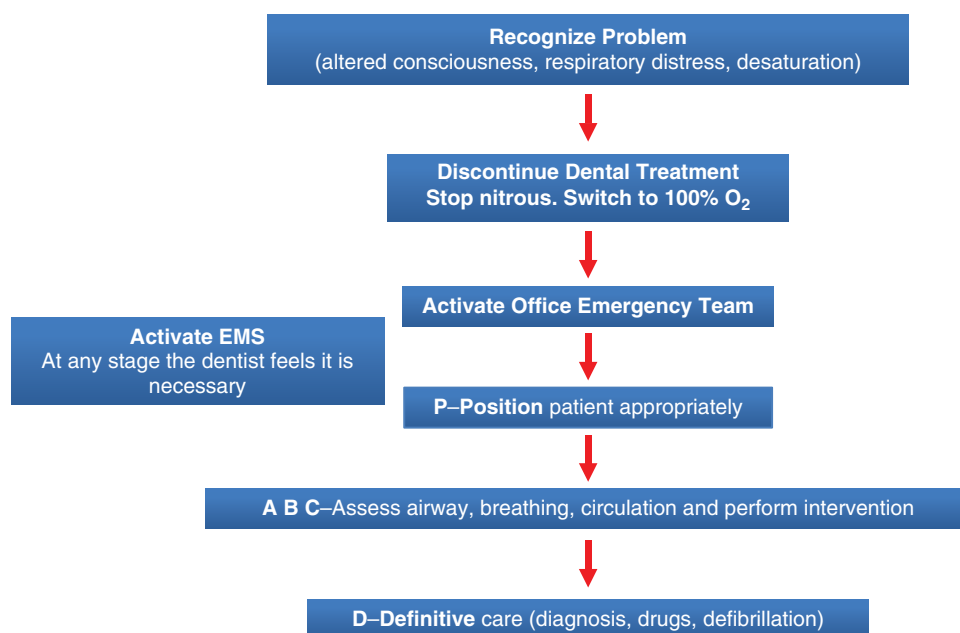 Recognize Problem
(altered consciousness, respiratory distress, desaturation)
Discontinue Dental Treatment
Stop nitrous. Switch to 100% O₂
Activate Office Emergency Team
Activate EMS
At any stage the dentist feels it is
necessary
P–Position patient appropriately
A B C–Assess airway, breathing, circulation and perform intervention
D–Definitive care (diagnosis, drugs, defibrillation)